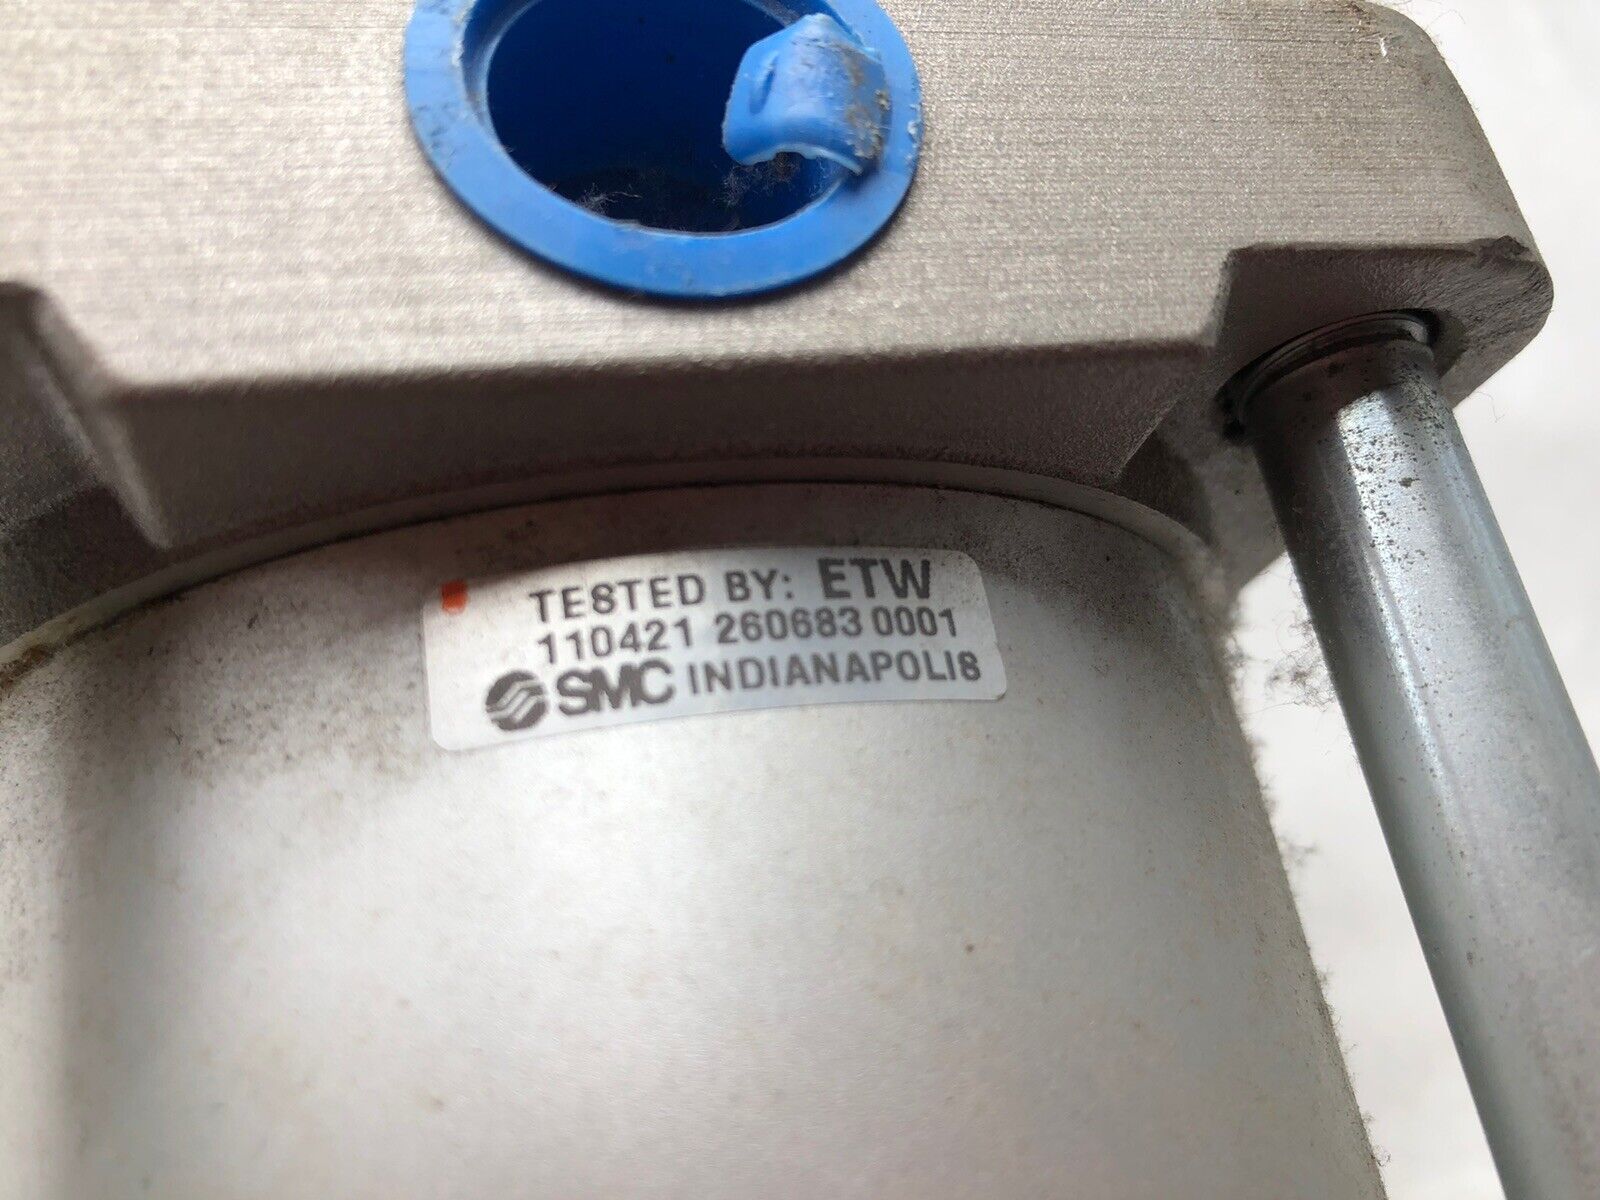 TESTED BY: ETW
110421 260683 0001
SMC INDIANAPOLIS